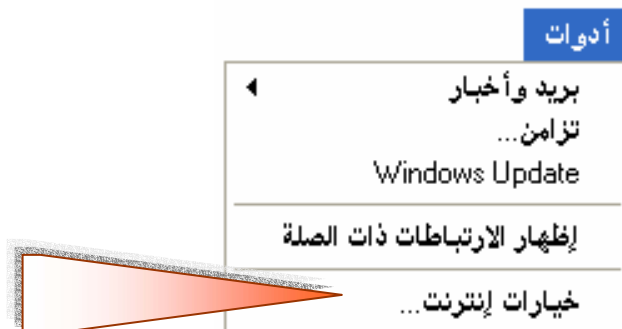 أدوات
بريد وأخبار
تزامن...
Windows Update
إظهار الارتباطات ذات الصلة
خيارات إنترنت...